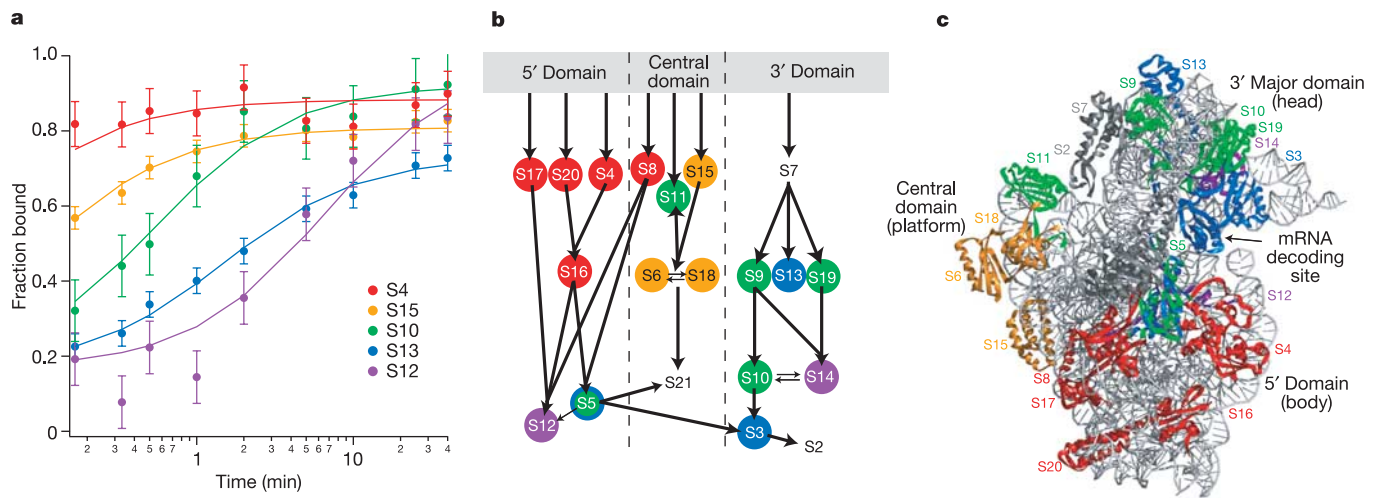 a
Fraction bound
1.0
0.8
0.6
0.4
0.2
0
2 3 4 5 6 7 1 2 3 4 5 6 7 10 2 3 4
Time (min)
S4
S15
S10
S13
S12
b
5′ Domain
Central
domain
3′ Domain
S17 S20 S4 S8 S15
S11
S7
S16
S6 S18
S9 S13 S19
S10 S14
S21
S5
S12
S3
S2
c
S13
S9
3′ Major domain
(head)
S7
S10
S19
S14
S2
S3
S11
Central
domain
(platform)
S18
S5
mRNA
decoding
site
S6
S12
S15
S4
S8
5′ Domain
(body)
S17
S16
S20